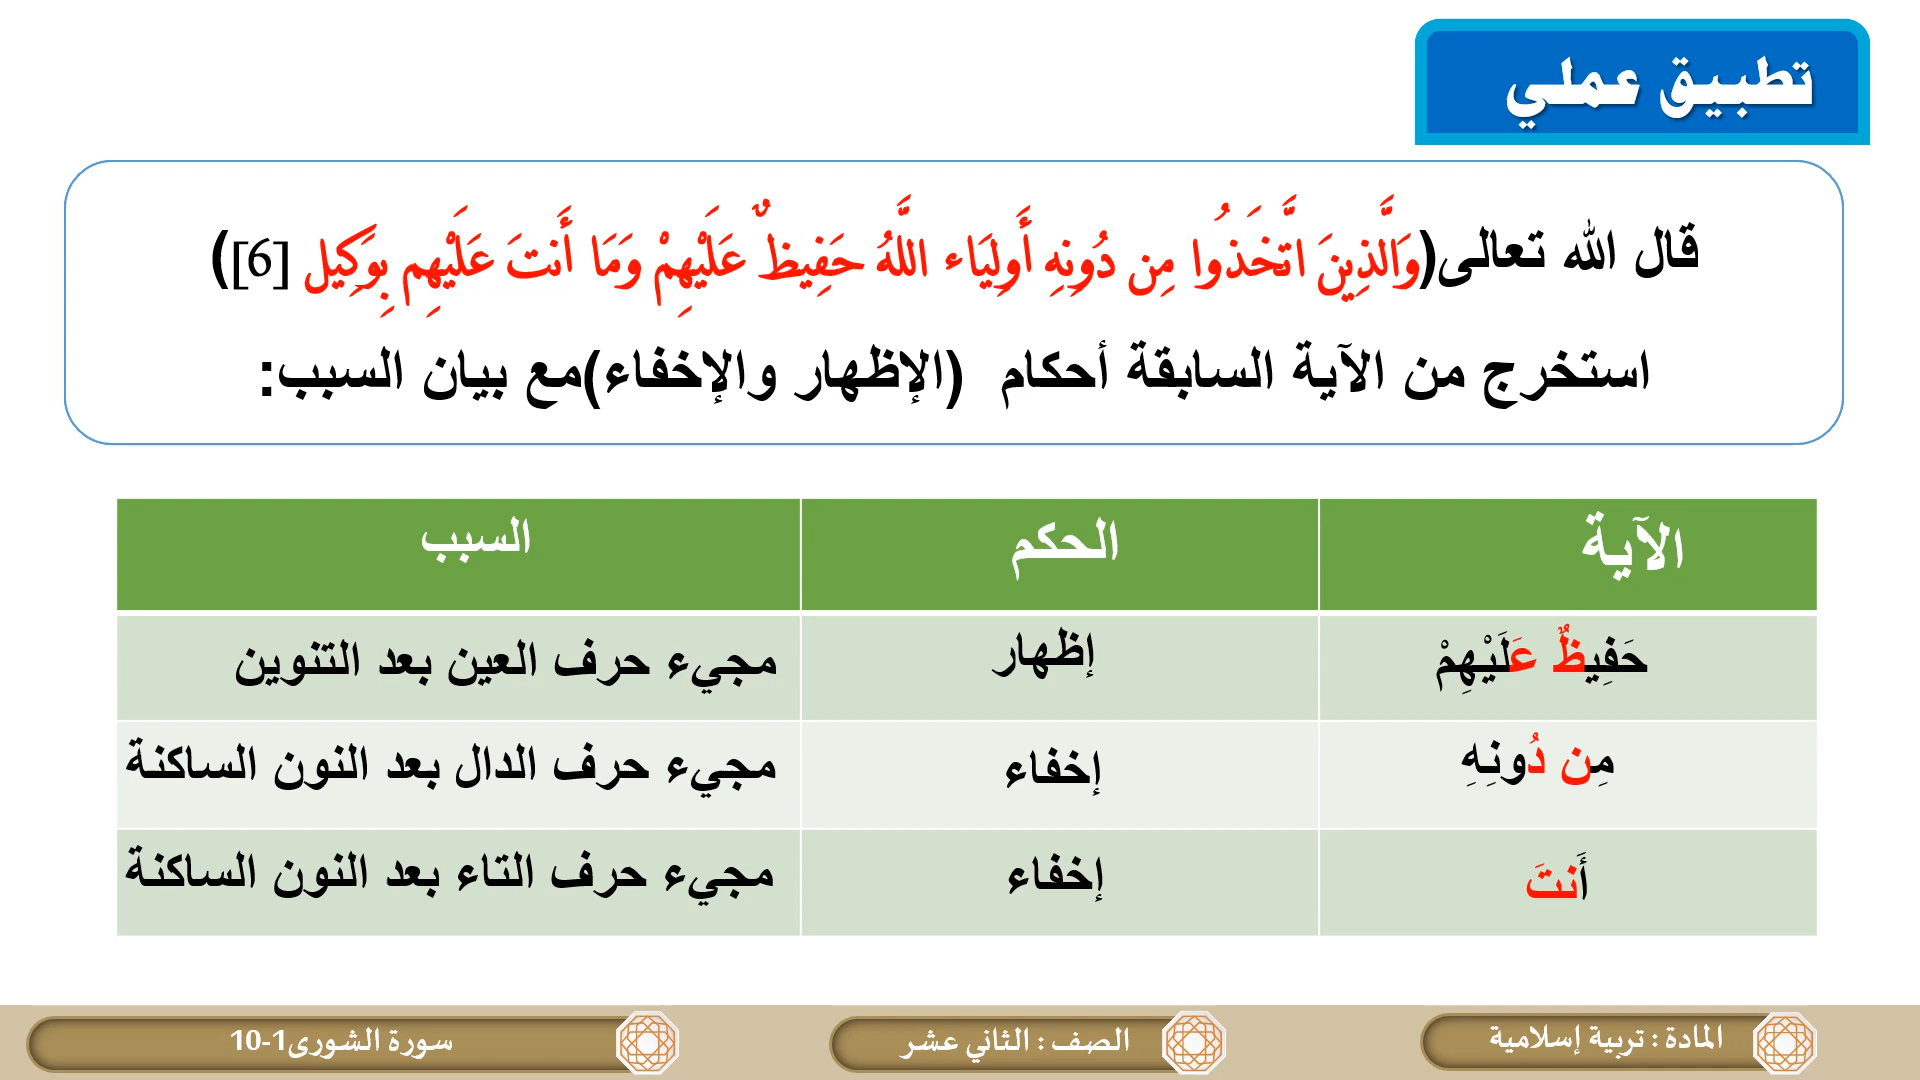 تطبيق عملي
قال الله تعالى(وَالَّذِينَ اتَّخَذُوا مِن دُونِهِ أَولِيَاء اللَّهُ حَفِيظٌ عَلَيْهِمْ وَمَا أَنتَ عَلَيْهِم بِوَكِيل [6])
استخرج من الآية السابقة أحكام (الإظهار والإخفاء)مع بيان السبب:
الآية الحكم السبب
حَفِيظٌ عَلَيْهِمْ إظهار مجيء حرف العين بعد التنوين
مِن دُونِهِ إخفاء مجيء حرف الدال بعد النون الساكنة
أَنتَ إخفاء مجيء حرف التاء بعد النون الساكنة
المادة : تربية إسلامية الصف : الثاني عشر سورة الشورى1-10